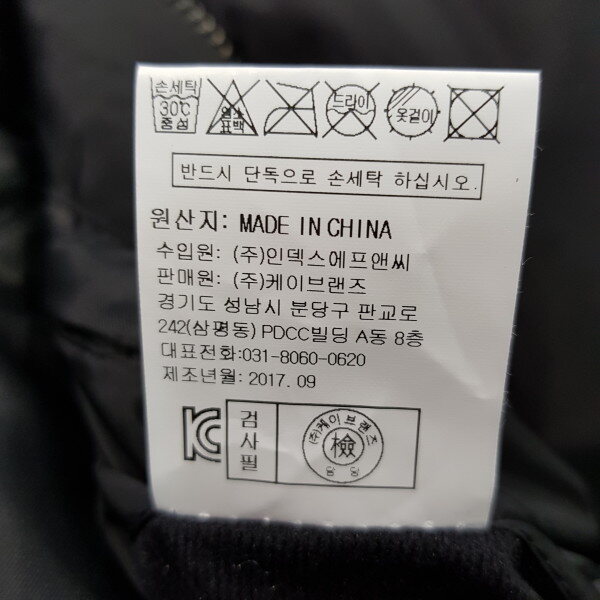 손세탁
30℃
중성
염소
표백
드라이
옷걸이
반드시 단독으로 손세탁 하십시오.
원산지: MADE IN CHINA
수입원: (주)인덱스에프앤씨
판매원: (주)케이브랜즈
경기도 성남시 분당구 판교로
242(삼평동) PDCC빌딩 A동 8층
대표전화:031-8060-0620
제조년월: 2017. 09
검사필
(주)케이브랜즈
檢